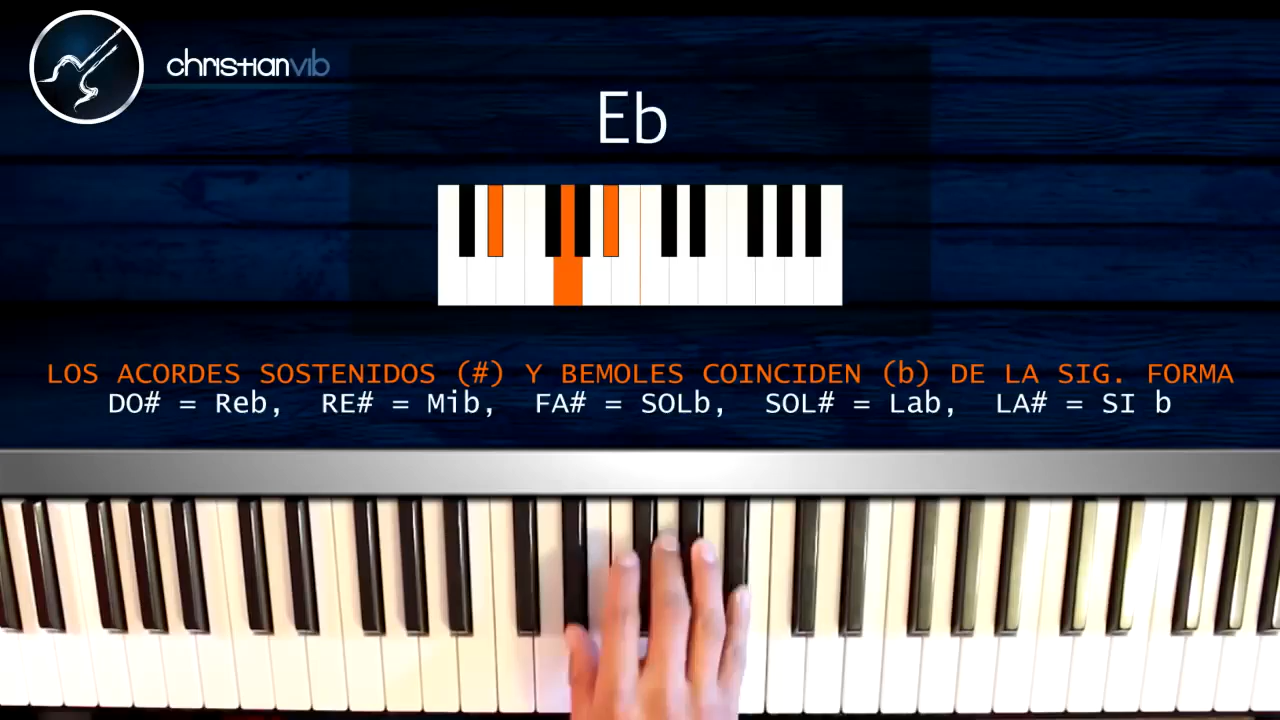 christianvib
Eb
LOS ACORDES SOSTENIDOS (#) Y BEMOLES COINCIDEN (b) DE LA SIG. FORMA
DO# = Reb, RE# = Mib, FA# = SOLb, SOL# = Lab, LA# = SI b